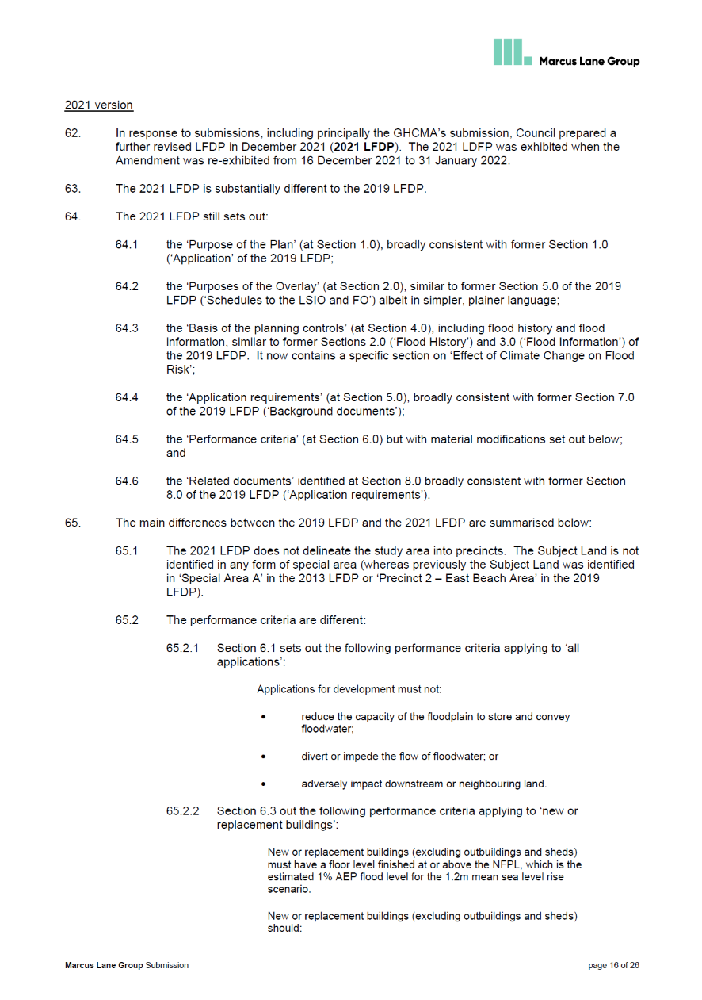 Marcus Lane Group
2021 version
62. In response to submissions, including principally the GHCMA's submission, Council prepared a
further revised LFDP in December 2021 (2021 LFDP). The 2021 LDFP was exhibited when the
Amendment was re-exhibited from 16 December 2021 to 31 January 2022.
63. The 2021 LFDP is substantially different to the 2019 LFDP.
64. The 2021 LFDP still sets out:
64.1 the 'Purpose of the Plan' (at Section 1.0), broadly consistent with former Section 1.0
('Application' of the 2019 LFDP;
64.2 the 'Purposes of the Overlay' (at Section 2.0), similar to former Section 5.0 of the 2019
LFDP ('Schedules to the LSIO and FO') albeit in simpler, plainer language;
64.3 the 'Basis of the planning controls' (at Section 4.0), including flood history and flood
information, similar to former Sections 2.0 ('Flood History') and 3.0 ('Flood Information') of
the 2019 LFDP. It now contains a specific section on 'Effect of Climate Change on Flood
Risk';
64.4 the 'Application requirements' (at Section 5.0), broadly consistent with former Section 7.0
of the 2019 LFDP ('Background documents');
64.5 the 'Performance criteria' (at Section 6.0) but with material modifications set out below;
and
64.6 the 'Related documents' identified at Section 8.0 broadly consistent with former Section
8.0 of the 2019 LFDP ('Application requirements').
65. The main differences between the 2019 LFDP and the 2021 LFDP are summarised below:
65.1 The 2021 LFDP does not delineate the study area into precincts. The Subject Land is not
identified in any form of special area (whereas previously the Subject Land was identified
in 'Special Area A' in the 2013 LFDP or 'Precinct 2 – East Beach Area' in the 2019
LFDP).
65.2 The performance criteria are different:
65.2.1 Section 6.1 sets out the following performance criteria applying to 'all
applications':
Applications for development must not:
• reduce the capacity of the floodplain to store and convey
floodwater;
• divert or impede the flow of floodwater; or
• adversely impact downstream or neighbouring land.
65.2.2 Section 6.3 out the following performance criteria applying to 'new or
replacement buildings':
New or replacement buildings (excluding outbuildings and sheds)
must have a floor level finished at or above the NFPL, which is the
estimated 1% AEP flood level for the 1.2m mean sea level rise
scenario.
New or replacement buildings (excluding outbuildings and sheds)
should:
Marcus Lane Group Submission page 16 of 26